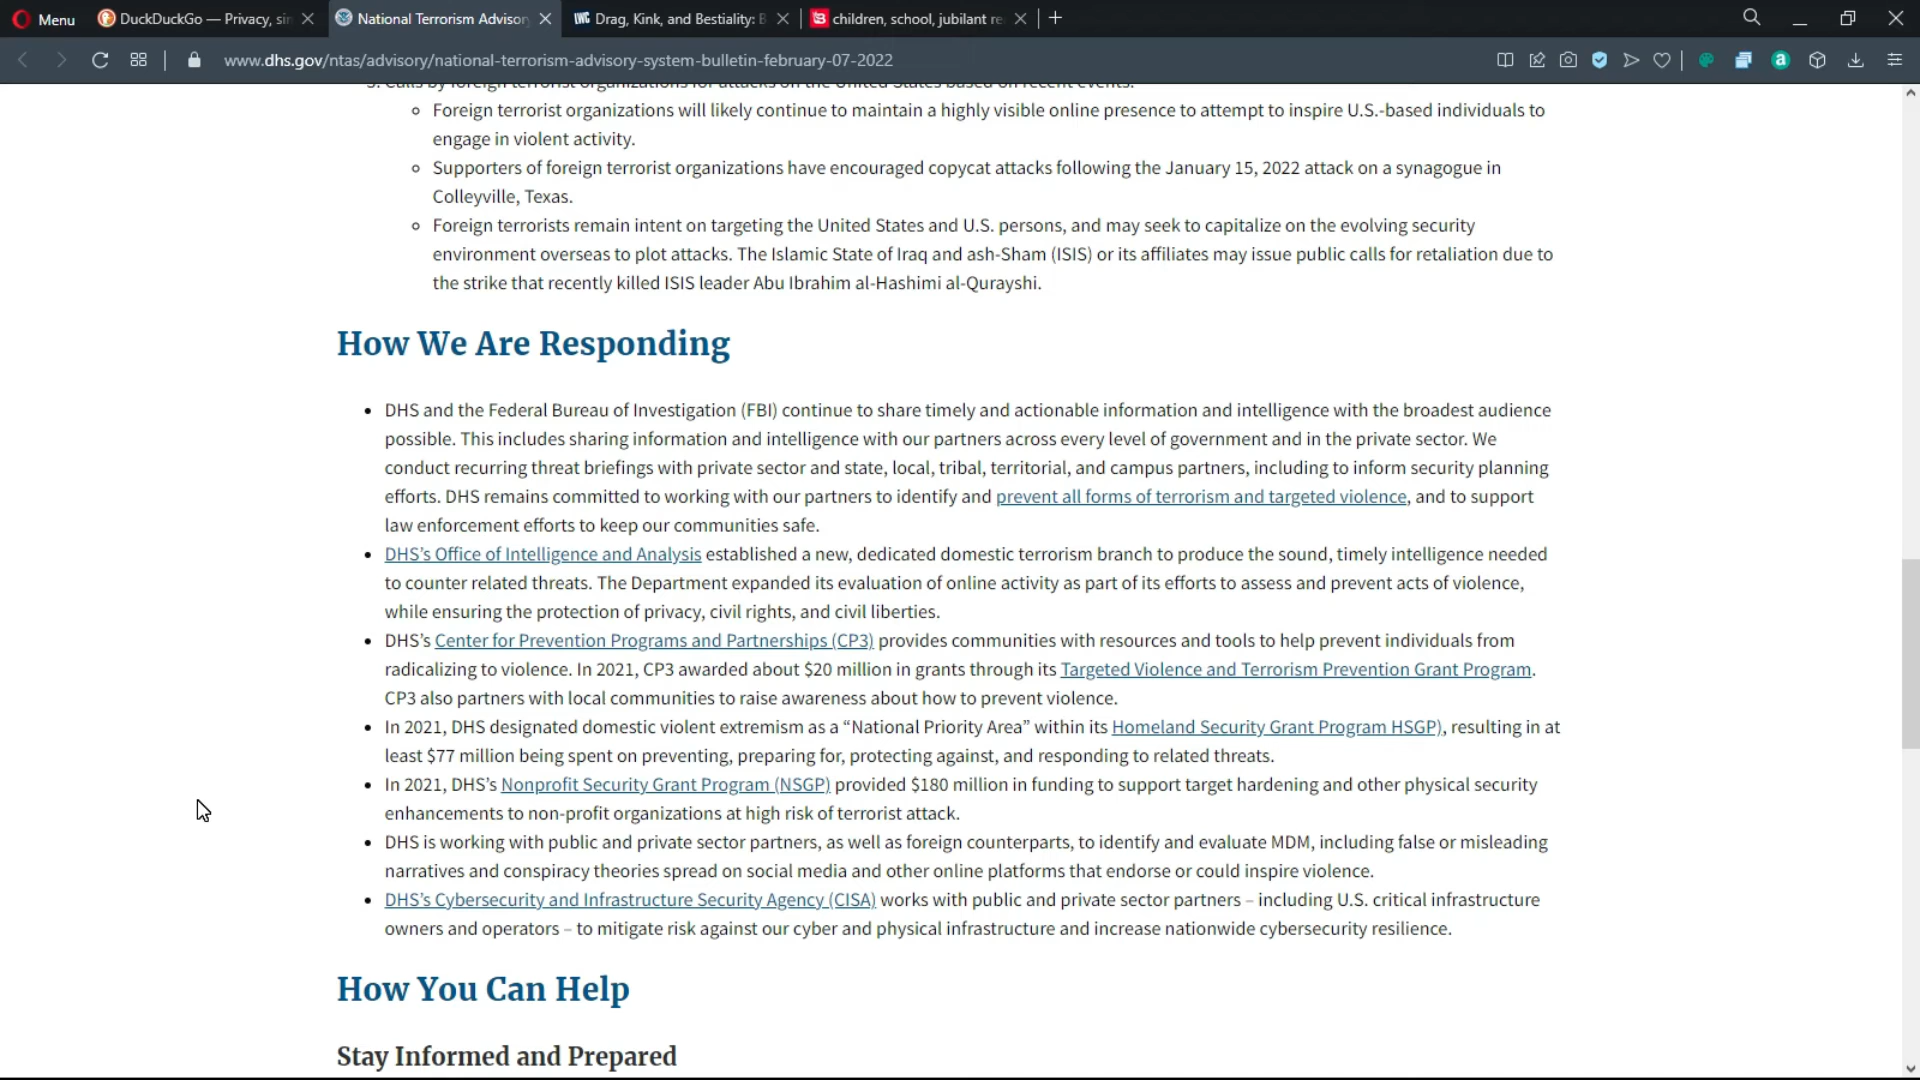 Menu
DuckDuckGo — Privacy, sin
National Terrorism Advisor
Drag, Kink, and Bestiality: B
children, school, jubilant re
www.dhs.gov/ntas/advisory/national-terrorism-advisory-system-bulletin-february-07-2022
3. Calls by foreign terrorist organizations for attacks on the United States based on recent events:
Foreign terrorist organizations will likely continue to maintain a highly visible online presence to attempt to inspire U.S.-based individuals to
engage in violent activity.
Supporters of foreign terrorist organizations have encouraged copycat attacks following the January 15, 2022 attack on a synagogue in
Colleyville, Texas.
Foreign terrorists remain intent on targeting the United States and U.S. persons, and may seek to capitalize on the evolving security
environment overseas to plot attacks. The Islamic State of Iraq and ash-Sham (ISIS) or its affiliates may issue public calls for retaliation due to
the strike that recently killed ISIS leader Abu Ibrahim al-Hashimi al-Qurayshi.
How We Are Responding
DHS and the Federal Bureau of Investigation (FBI) continue to share timely and actionable information and intelligence with the broadest audience
possible. This includes sharing information and intelligence with our partners across every level of government and in the private sector. We
conduct recurring threat briefings with private sector and state, local, tribal, territorial, and campus partners, including to inform security planning
efforts. DHS remains committed to working with our partners to identify and prevent all forms of terrorism and targeted violence, and to support
law enforcement efforts to keep our communities safe.
DHS’s Office of Intelligence and Analysis established a new, dedicated domestic terrorism branch to produce the sound, timely intelligence needed
to counter related threats. The Department expanded its evaluation of online activity as part of its efforts to assess and prevent acts of violence,
while ensuring the protection of privacy, civil rights, and civil liberties.
DHS’s Center for Prevention Programs and Partnerships (CP3) provides communities with resources and tools to help prevent individuals from
radicalizing to violence. In 2021, CP3 awarded about $20 million in grants through its Targeted Violence and Terrorism Prevention Grant Program.
CP3 also partners with local communities to raise awareness about how to prevent violence.
In 2021, DHS designated domestic violent extremism as a “National Priority Area” within its Homeland Security Grant Program HSGP), resulting in at
least $77 million being spent on preventing, preparing for, protecting against, and responding to related threats.
In 2021, DHS’s Nonprofit Security Grant Program (NSGP) provided $180 million in funding to support target hardening and other physical security
enhancements to non-profit organizations at high risk of terrorist attack.
DHS is working with public and private sector partners, as well as foreign counterparts, to identify and evaluate MDM, including false or misleading
narratives and conspiracy theories spread on social media and other online platforms that endorse or could inspire violence.
DHS’s Cybersecurity and Infrastructure Security Agency (CISA) works with public and private sector partners – including U.S. critical infrastructure
owners and operators – to mitigate risk against our cyber and physical infrastructure and increase nationwide cybersecurity resilience.
How You Can Help
Stay Informed and Prepared